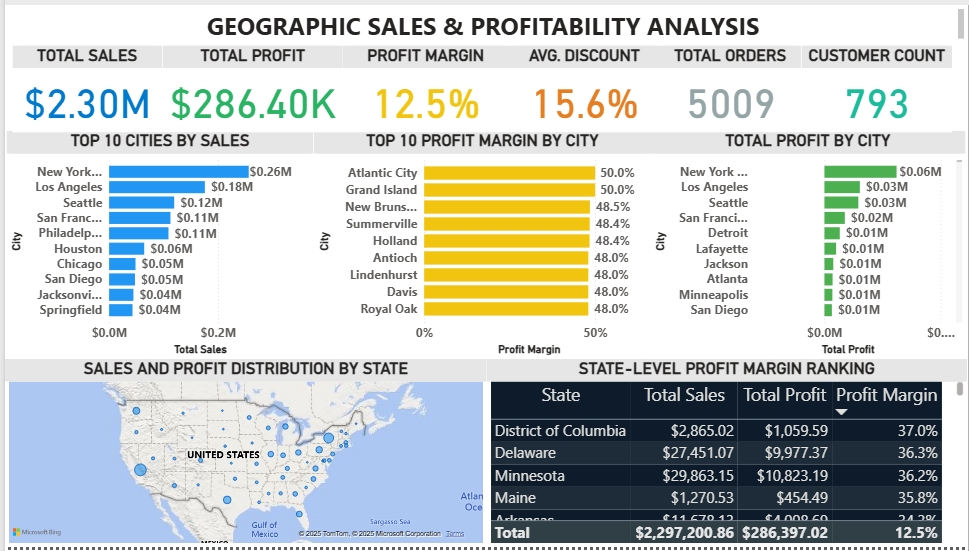 GEOGRAPHIC SALES & PROFITABILITY ANALYSIS
TOTAL SALES TOTAL PROFIT PROFIT MARGIN AVG. DISCOUNT TOTAL ORDERS CUSTOMER COUNT
$2.30M $286.40K 12.5% 15.6% 5009 793
TOP 10 CITIES BY SALES
City
New York... $0.26M
Los Angeles $0.18M
Seattle $0.12M
San Franc... $0.11M
Philadelp... $0.11M
Houston $0.06M
Chicago $0.05M
San Diego $0.05M
Jacksonvi... $0.04M
Springfield $0.04M
$0.0M $0.2M
Total Sales
TOP 10 PROFIT MARGIN BY CITY
City
Atlantic City 50.0%
Grand Island 50.0%
New Bruns... 48.5%
Summerville 48.4%
Holland 48.4%
Antioch 48.0%
Lindenhurst 48.0%
Davis 48.0%
Royal Oak 48.0%
0% 50%
Profit Margin
TOTAL PROFIT BY CITY
City
New York ... $0.06M
Los Angeles $0.03M
Seattle $0.03M
San Franci... $0.02M
Detroit $0.01M
Lafayette $0.01M
Jackson $0.01M
Atlanta $0.01M
Minneapolis $0.01M
San Diego $0.01M
$0.0M $0....
Total Profit
SALES AND PROFIT DISTRIBUTION BY STATE
UNITED STATES
Gulf of
Mexico
MEXICO
Sargasso Sea
Atlan
Oce
Microsoft Bing
© 2025 TomTom, © 2025 Microsoft Corporation Terms
STATE-LEVEL PROFIT MARGIN RANKING
State Total Sales Total Profit Profit Margin
District of Columbia $2,865.02 $1,059.59 37.0%
Delaware $27,451.07 $9,977.37 36.3%
Minnesota $29,863.15 $10,823.19 36.2%
Maine $1,270.53 $454.49 35.8%
Arkansas $11,678.13 $4,008.69 34.3%
Total $2,297,200.86 $286,397.02 12.5%